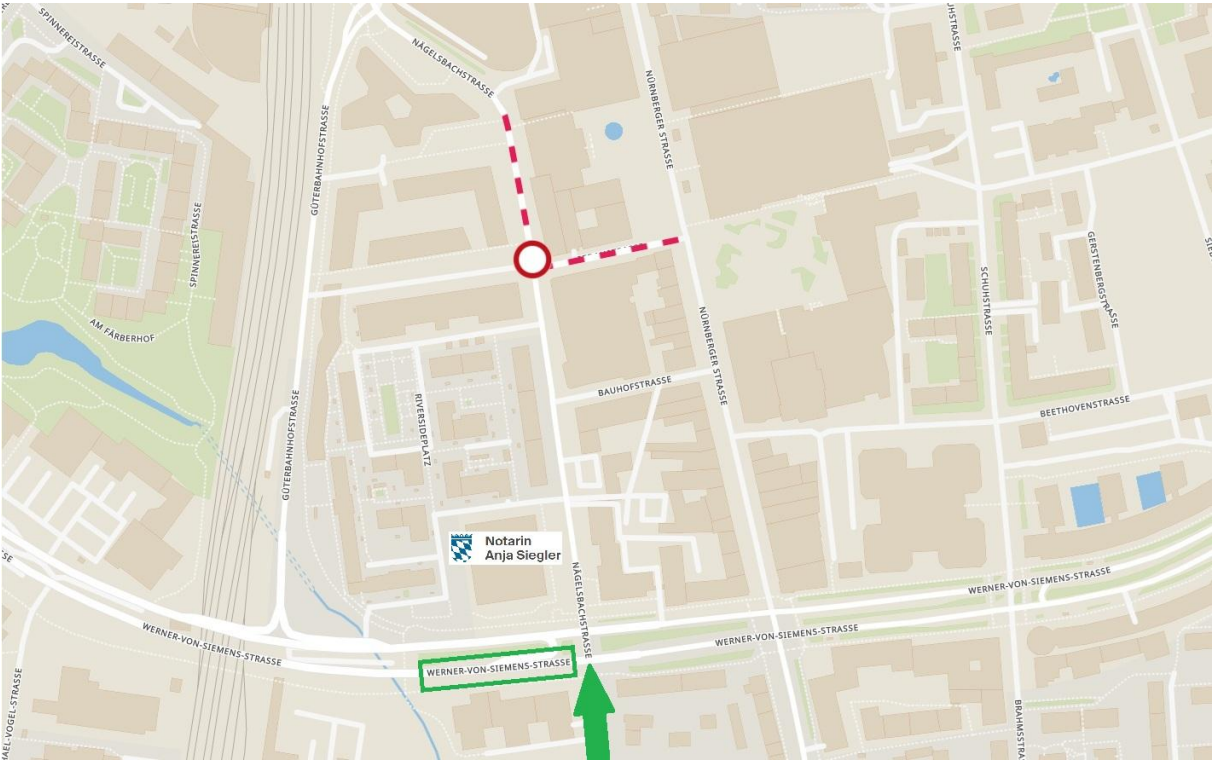 SPINNEREISTRASSE
NÄGELSBACHSTRASSE
NÜRNBERGER STRASSE
GÜTERBAHNHOFSTRASSE
SPINNEREISTRASSE
AM FÄRBERHOF
SCHUHSTRASSE
GERSTENBERGSTRASSE
NÜRNBERGER STRASSE
BAUHOFSTRASSE
RIVERSIDEPLATZ
GÜTERBAHNHOFSTRASSE
BEETHOVENSTRASSE
Notarin
Anja Siegler
NÄGELSBACHSTRASSE
WERNER-VON-SIEMENS-STRASSE
WERNER-VON-SIEMENS-STRASSE
WERNER-VON-SIEMENS-STRASSE
WERNER-VON-SIEMENS-STRASSE